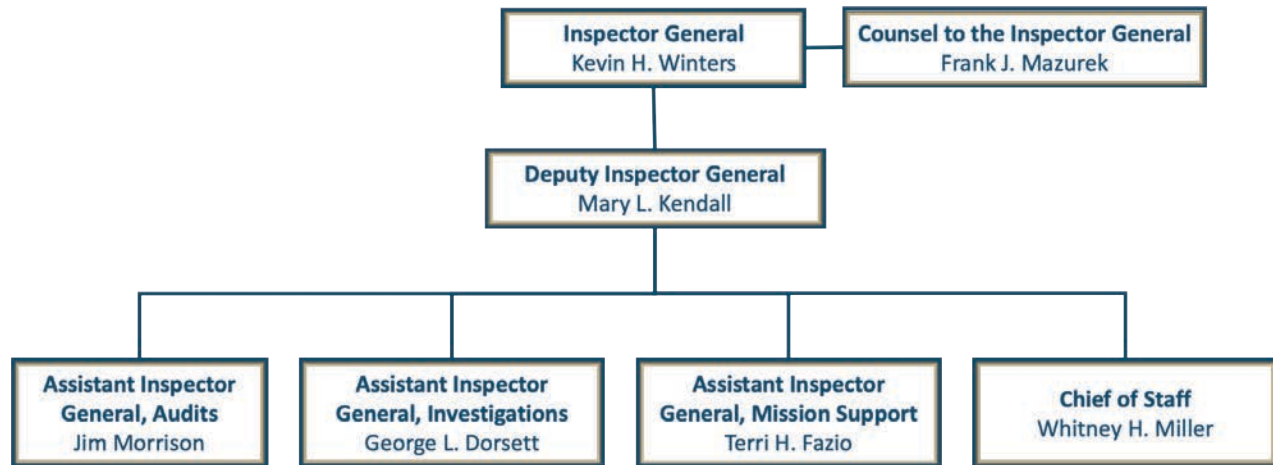 Inspector General
Kevin H. Winters
Counsel to the Inspector General
Frank J. Mazurek
Deputy Inspector General
Mary L. Kendall
Assistant Inspector
General, Audits
Jim Morrison
Assistant Inspector
General, Investigations
George L. Dorsett
Assistant Inspector
General, Mission Support
Terri H. Fazio
Chief of Staff
Whitney H. Miller